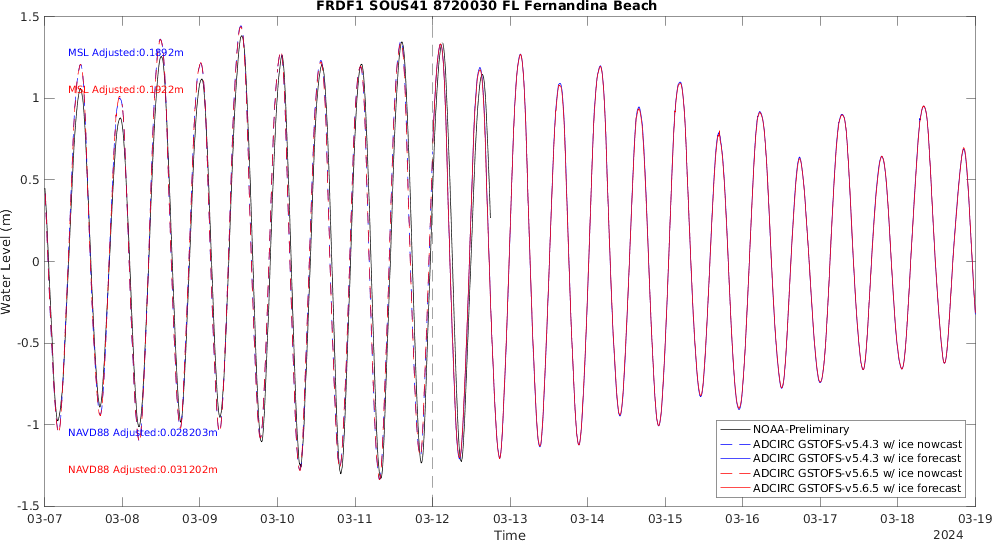 FRDF1 SOUS41 8720030 FL Fernandina Beach
1.5
MSL Adjusted:0.1892m
MSL Adjusted:0.1922m
1
0.5
0
-0.5
-1
-1.5
Water Level (m)
NAVD88 Adjusted:0.028203m
NAVD88 Adjusted:0.031202m
NOAA-Preliminary
ADCIRC GSTOFS-v5.4.3 w/ ice nowcast
ADCIRC GSTOFS-v5.4.3 w/ ice forecast
ADCIRC GSTOFS-v5.6.5 w/ ice nowcast
ADCIRC GSTOFS-v5.6.5 w/ ice forecast
03-07 03-08 03-09 03-10 03-11 03-12 03-13 03-14 03-15 03-16 03-17 03-18 03-19
Time
2024